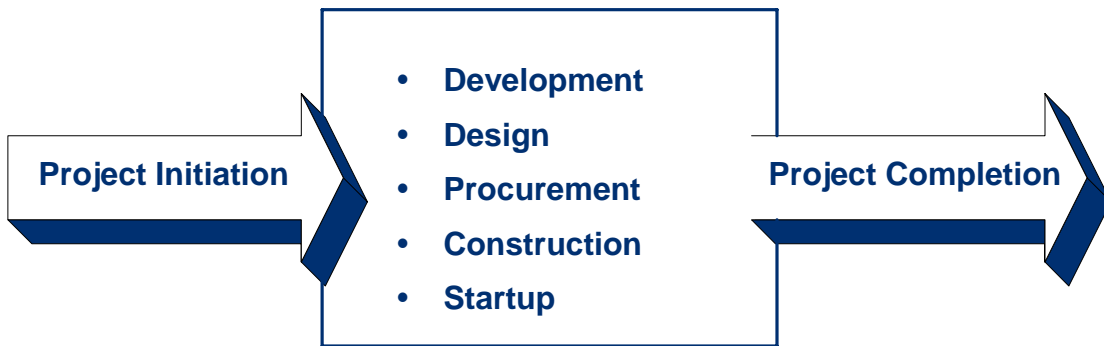 Project Initiation
• Development
• Design
• Procurement
• Construction
• Startup
Project Completion